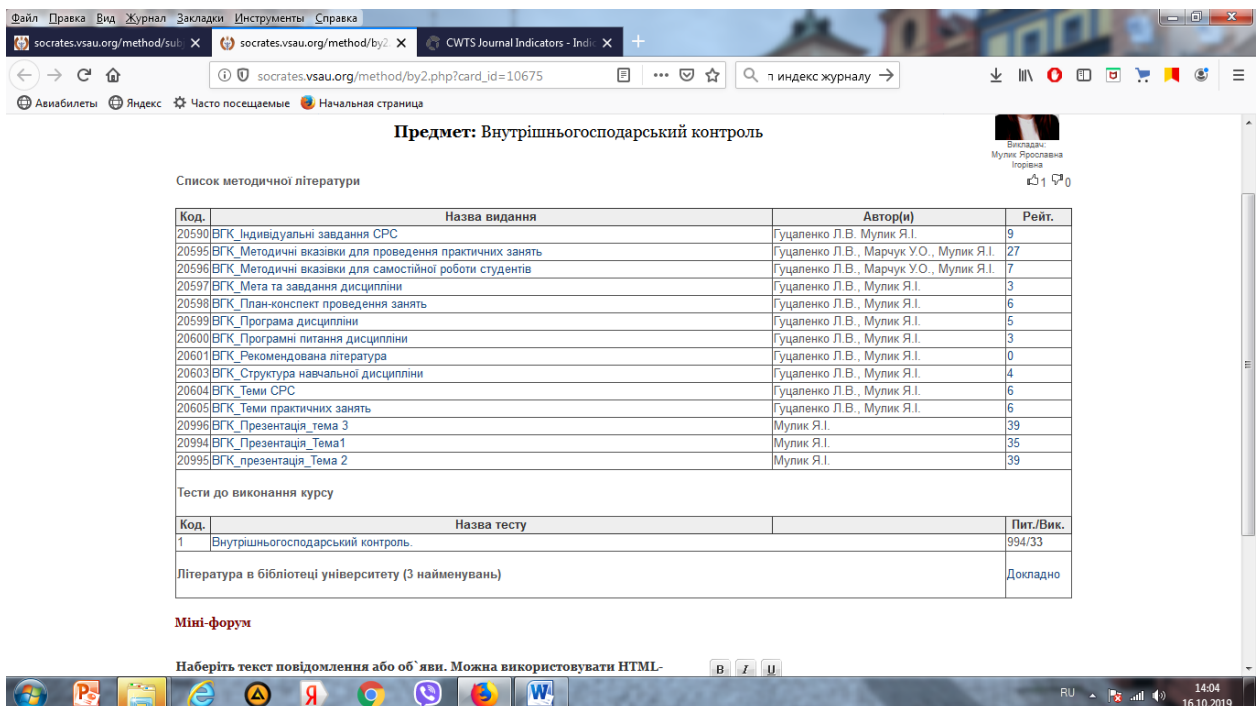 Файл Правка Вид Журнал Закладки Инструменты Справка
socrates.vsau.org/method/sub socrates.vsau.org/method/by2. CWTS Journal Indicators - Indic
socrates.vsau.org/method/by2.php?card_id=10675 п индекс журналу
Авиабилеты Яндекс Часто посещаемые Начальная страница
Предмет: Внутрішньогосподарський контроль
Викладач:
Мулик Ярославна
Ігорівна
1 0
Список методичної літератури
Код. Назва видання Автор(и) Рейт.
20590 ВГК_Індивідуальні завдання СРС Гуцаленко Л.В. Мулик Я.І. 9
20595 ВГК_Методичні вказівки для проведення практичних занять Гуцаленко Л.В., Марчук У.О., Мулик Я.І. 27
20596 ВГК_Методичні вказівки для самостійної роботи студентів Гуцаленко Л.В., Марчук У.О., Мулик Я.І. 7
20597 ВГК_Мета та завдання дисципліни Гуцаленко Л.В., Мулик Я.І. 3
20598 ВГК_План-конспект проведення занять Гуцаленко Л.В., Мулик Я.І. 6
20599 ВГК_Програма дисципліни Гуцаленко Л.В., Мулик Я.І. 5
20600 ВГК_Програмні питання дисципліни Гуцаленко Л.В., Мулик Я.І. 3
20601 ВГК_Рекомендована література Гуцаленко Л.В., Мулик Я.І. 0
20603 ВГК_Структура навчальної дисципліни Гуцаленко Л.В., Мулик Я.І. 4
20604 ВГК_Теми СРС Гуцаленко Л.В., Мулик Я.І. 6
20605 ВГК_Теми практичних занять Гуцаленко Л.В., Мулик Я.І. 6
20996 ВГК_Презентація_тема 3 Мулик Я.І. 39
20994 ВГК_Презентація_Тема1 Мулик Я.І. 35
20995 ВГК_презентація_Тема 2 Мулик Я.І. 39
Тести до виконання курсу
Код. Назва тесту Пит./Вик.
1 Внутрішньогосподарський контроль. 994/33
Література в бібліотеці університету (3 найменувань) Докладно
Міні-форум
Наберіть текст повідомлення або об`яви. Можна використовувати HTML- B I U
RU 14:04
16.10.2019